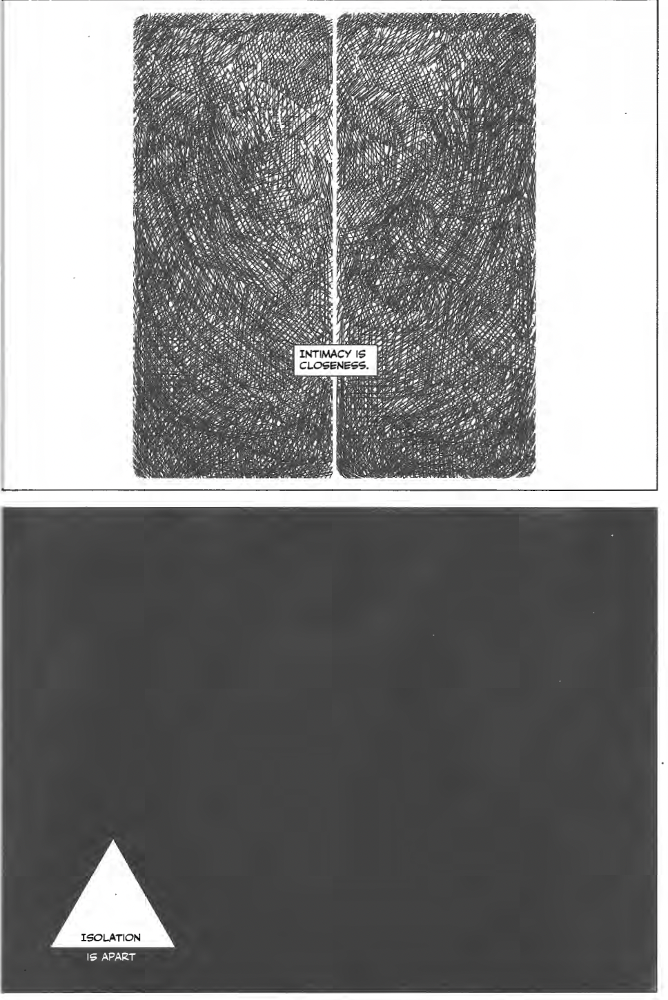 INTIMACY IS
CLOSENESS.
ISOLATION
IS APART